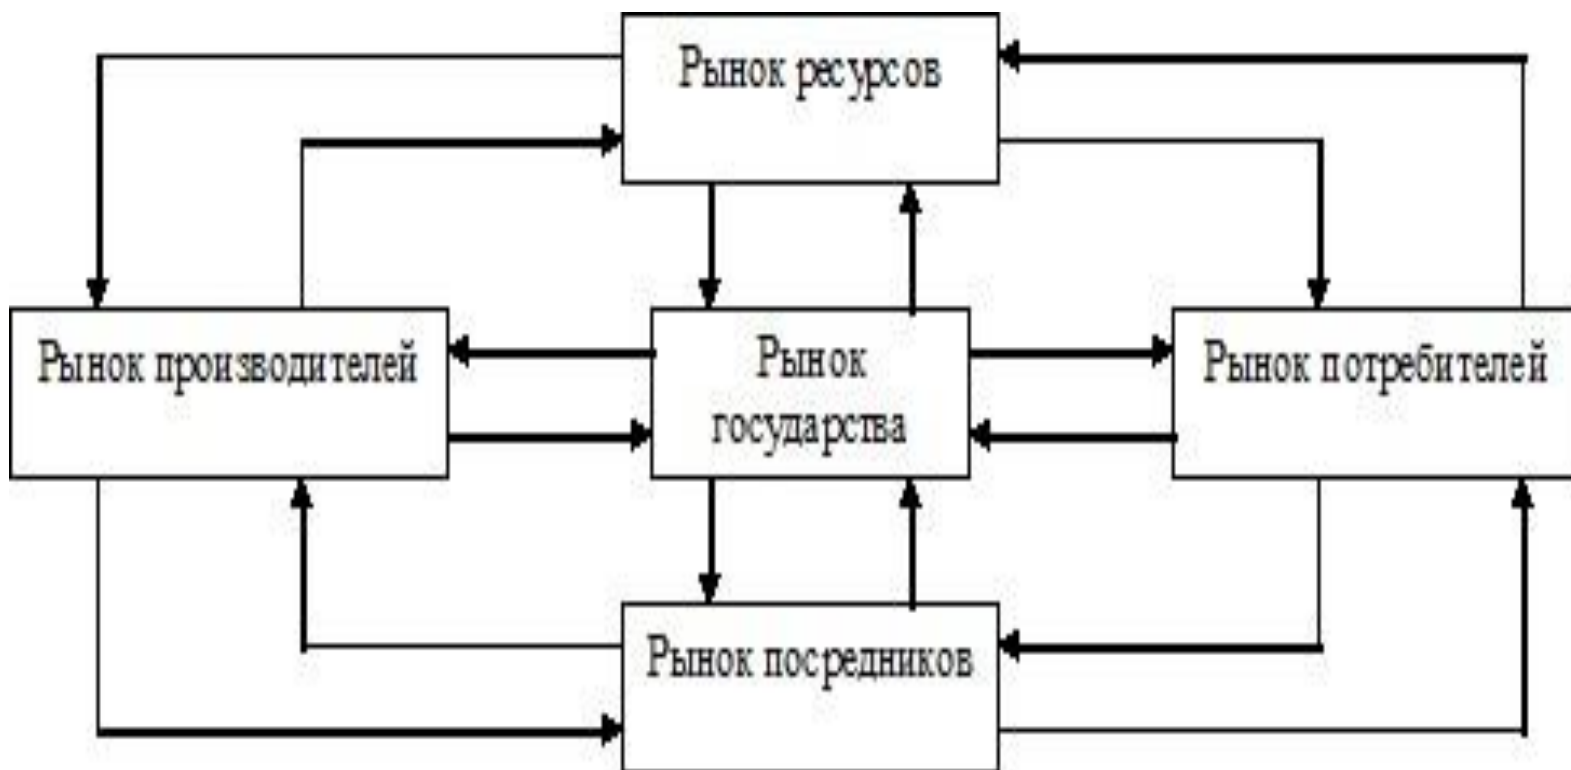 Рынок ресурсов
Рынок производителей
Рынок
государства
Рынок потребителей
Рынок посредников